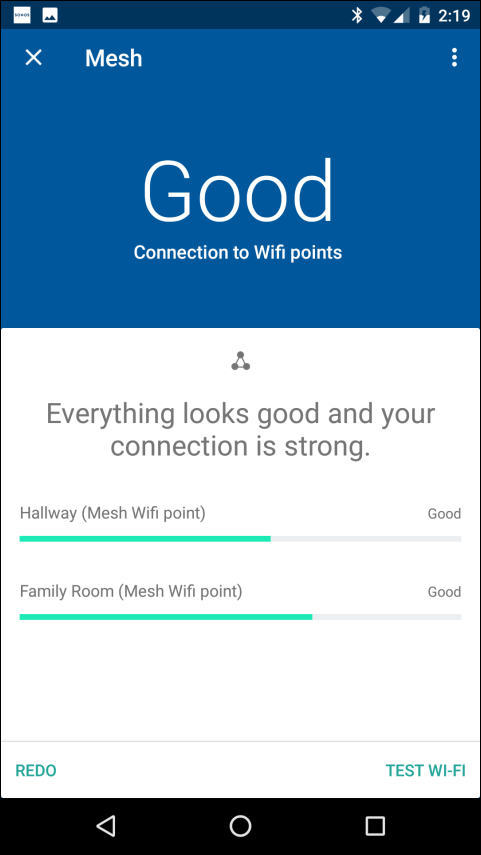 SONOS
2:19
Mesh
Good
Connection to Wifi points
Everything looks good and your
connection is strong.
Hallway (Mesh Wifi point) Good
Family Room (Mesh Wifi point) Good
REDO TEST WI-FI